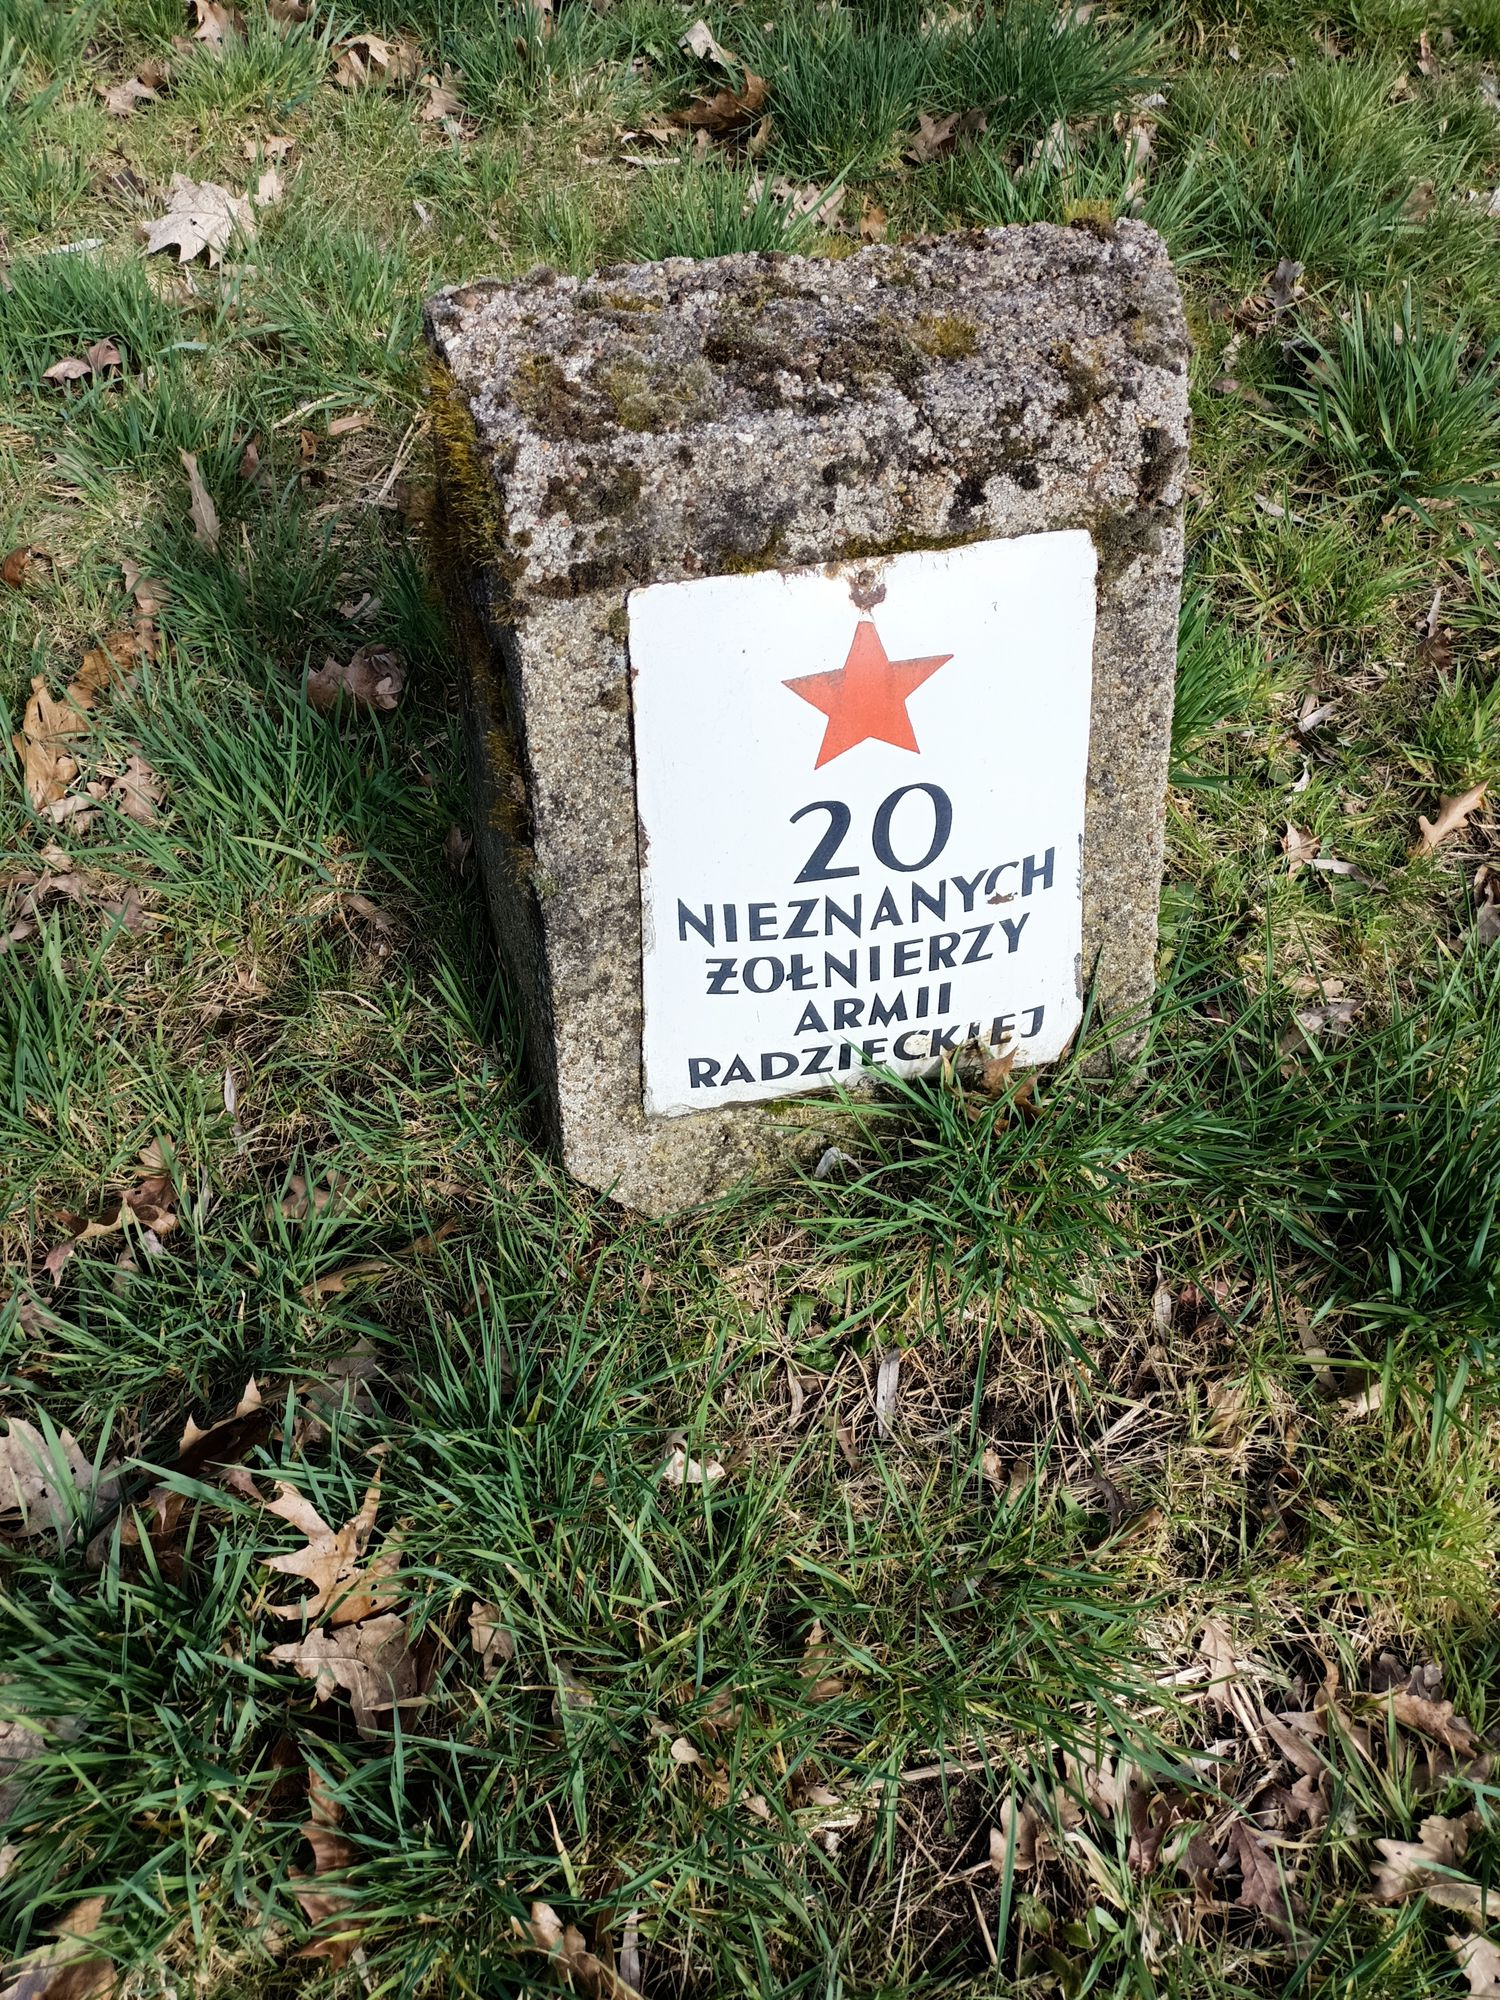 20
NIEZNANYCH
ŻOŁNIERZY
ARMII
RADZIECKIEJ